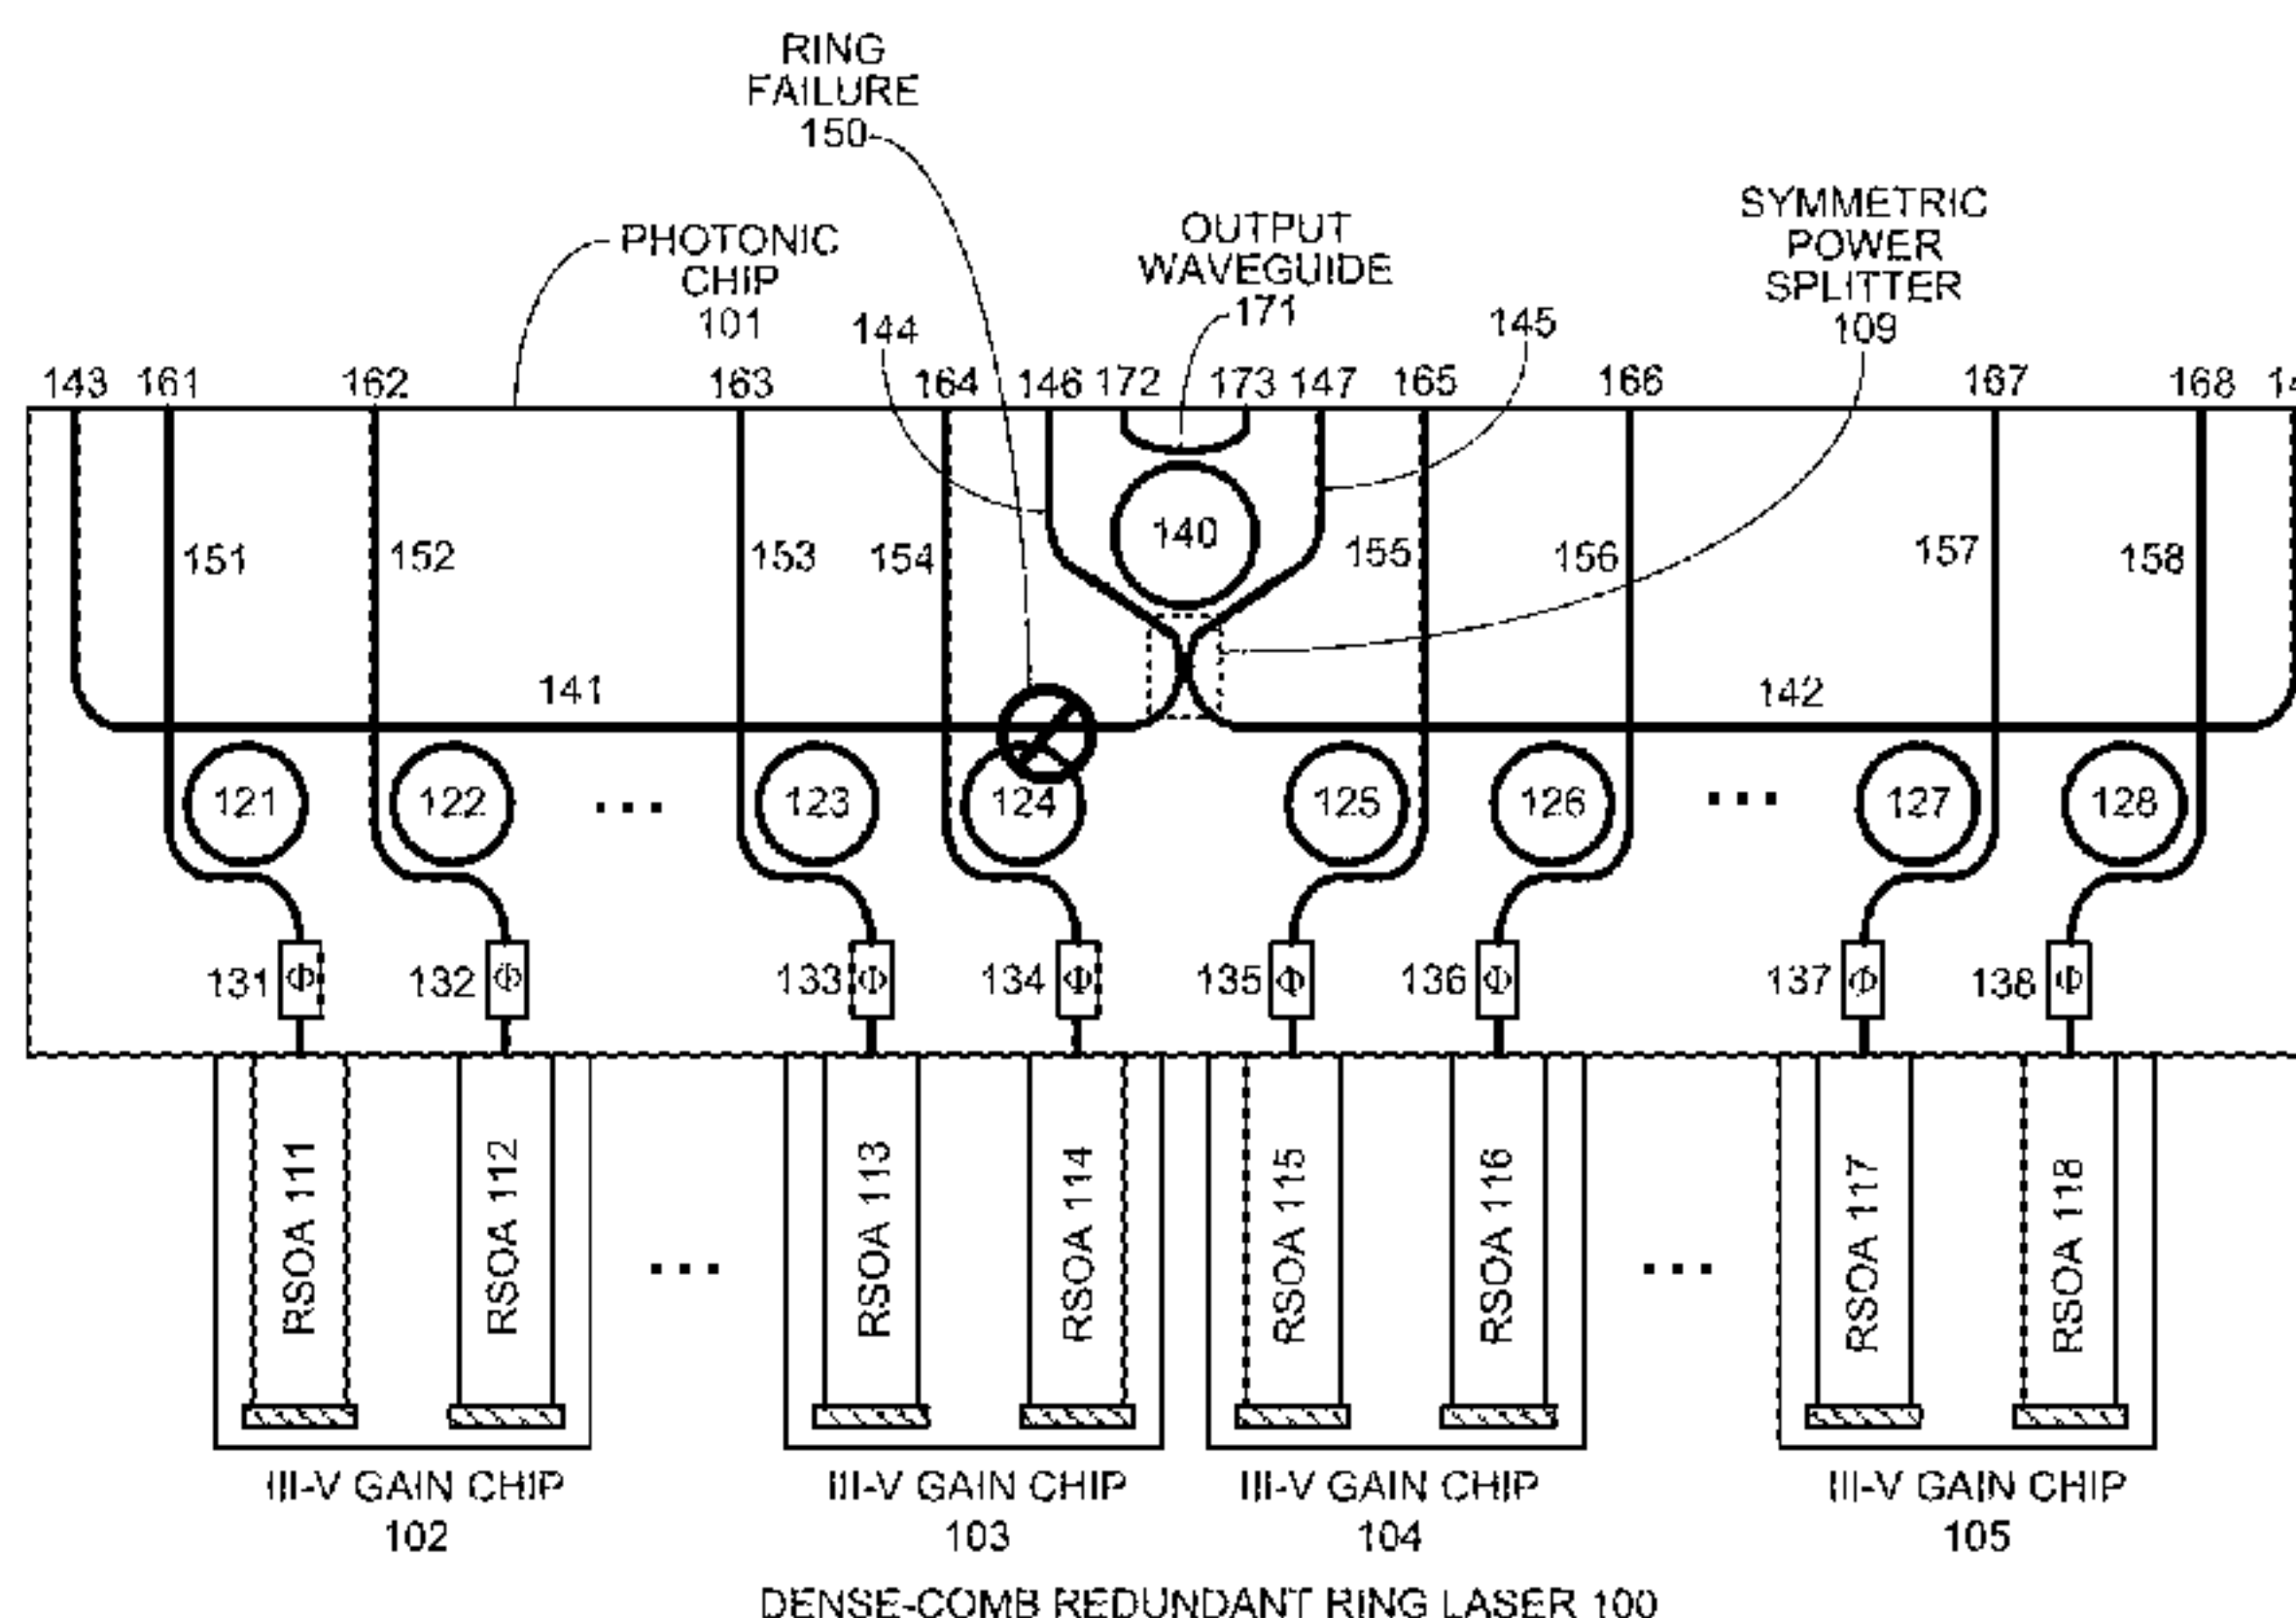 RING
FAILURE
150
SYMMETRIC
POWER
SPLITTER
109
PHOTONIC
CHIP
101
OUTPUT
WAVEGUIDE
171
144
145
143 161 162 163 164 146 172 173 147 165 166 167 168 14
151 152 153 154 140 155 156 157 158
141 142
121 122 ... 123 124 125 126 ... 127 128
131 Φ 132 Φ 133 Φ 134 Φ 135 Φ 136 Φ 137 Φ 138 Φ
RSOA 111
RSOA 112
...
RSOA 113
RSOA 114
RSOA 115
RSOA 116
...
RSOA 117
RSOA 118
III-V GAIN CHIP
102
III-V GAIN CHIP
103
III-V GAIN CHIP
104
III-V GAIN CHIP
105
DENSE-COMB REDUNDANT RING LASER 100